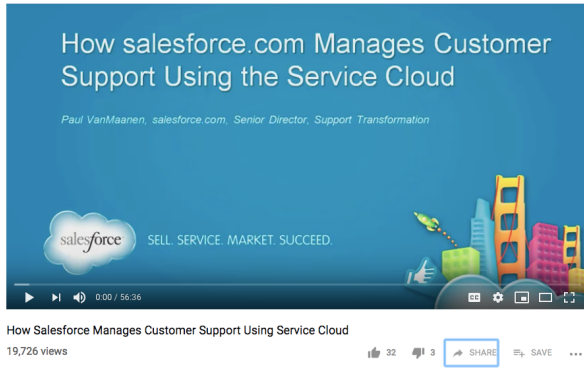 How salesforce.com Manages Customer
Support Using the Service Cloud
Paul VanMaanen, salesforce.com, Senior Director, Support Transformation
salesforce
SELL. SERVICE. MARKET. SUCCEED.
0:00 / 56:36
CC
How Salesforce Manages Customer Support Using Service Cloud
19,726 views
32
3
SHARE
SAVE